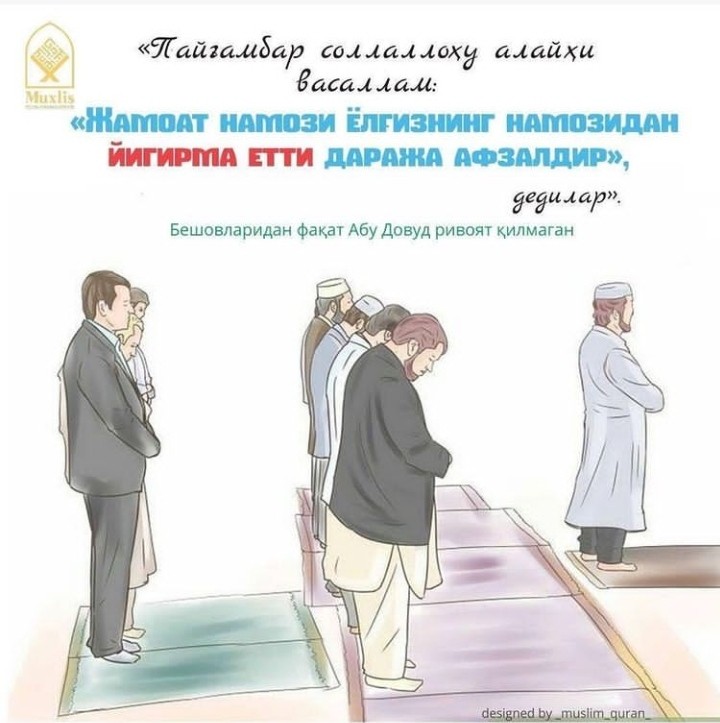 «Пайғамбар соллаллоҳу алайҳи
васаллам:
Muxlis
«Жамоат намози ёлғизнинг намозидан
йигирма етти даража афзалдир»,
дедилар».
Бешовларидан фақат Абу Довуд ривоят қилмаган
designed by _muslim_quran_